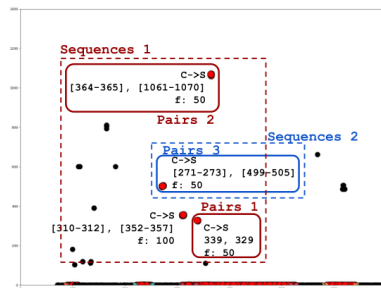 Sequences 1
C->S
[364-365], [1061-1070]
f: 50
Pairs 2
Sequences 2
Pairs 3
C->S
[271-273], [499-505]
f: 50
Pairs 1
C->S
[310-312], [352-357]
f: 100
C->S
339, 329
f: 50